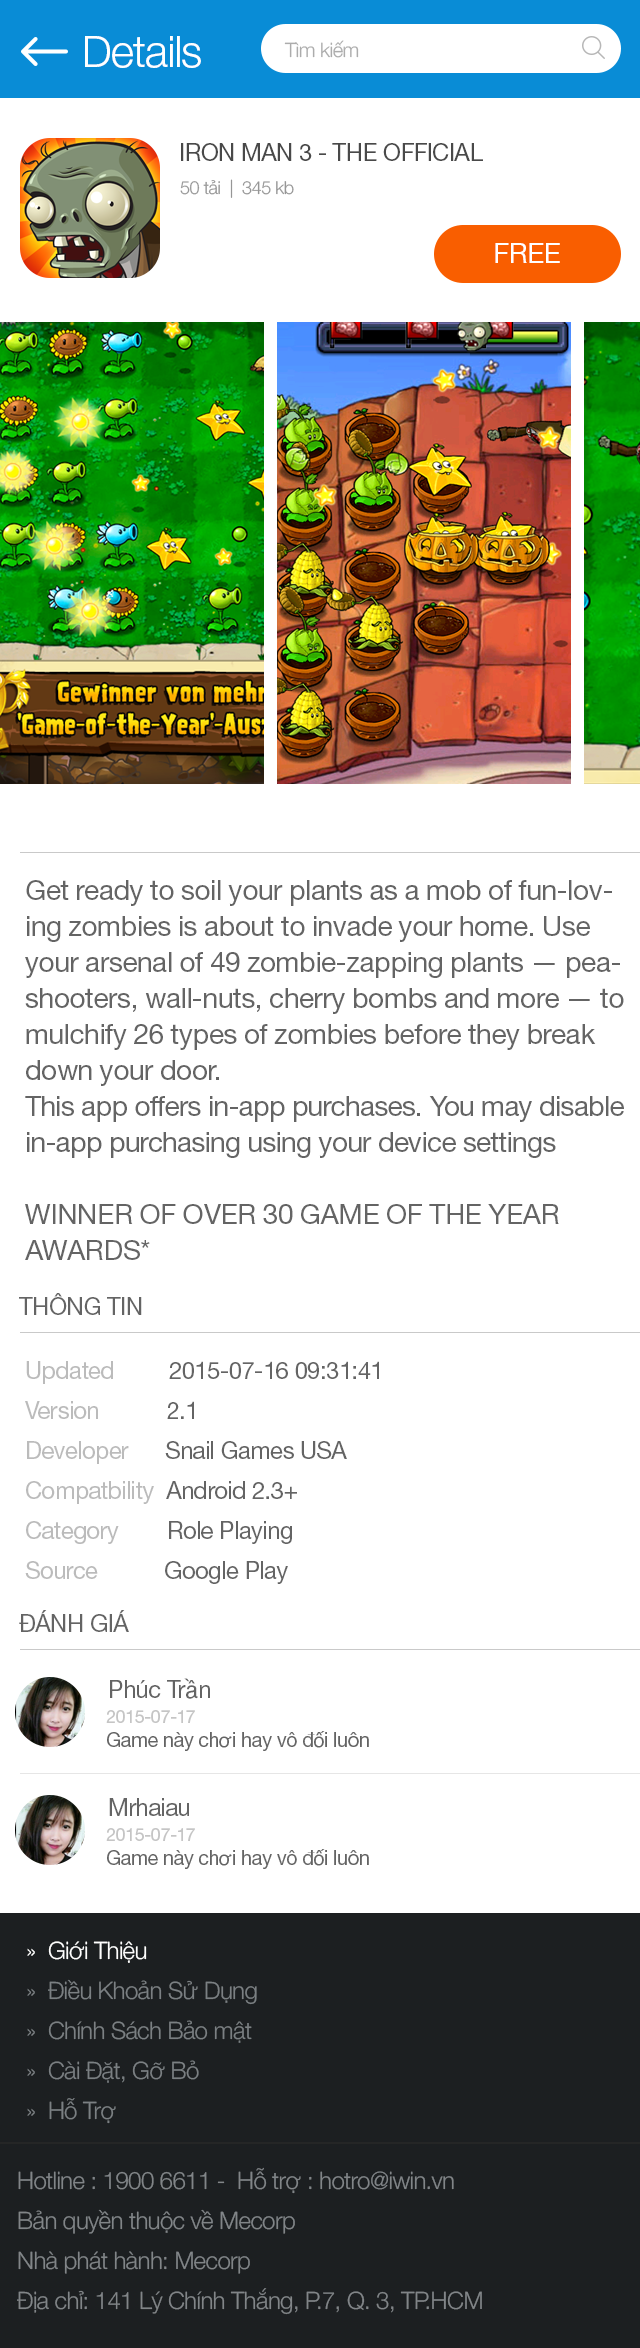 Details
Tìm kiếm
IRON MAN 3 - THE OFFICIAL
50 tải | 345 kb
FREE
Gewinner von mehr
'Game-of-the-Year'-Aus
Get ready to soil your plants as a mob of fun-lov-
ing zombies is about to invade your home. Use
your arsenal of 49 zombie-zapping plants — pea-
shooters, wall-nuts, cherry bombs and more — to
mulchify 26 types of zombies before they break
down your door.
This app offers in-app purchases. You may disable
in-app purchasing using your device settings
WINNER OF OVER 30 GAME OF THE YEAR
AWARDS*
THÔNG TIN
Updated 2015-07-16 09:31:41
Version 2.1
Developer Snail Games USA
Compatbility Android 2.3+
Category Role Playing
Source Google Play
ĐÁNH GIÁ
Phúc Trần
2015-07-17
Game này chơi hay vô đối luôn
Mrhaiau
2015-07-17
Game này chơi hay vô đối luôn
» Giới Thiệu
» Điều Khoản Sử Dụng
» Chính Sách Bảo mật
» Cài Đặt, Gỡ Bỏ
» Hỗ Trợ
Hotline : 1900 6611 - Hỗ trợ : hotro@iwin.vn
Bản quyền thuộc về Mecorp
Nhà phát hành: Mecorp
Địa chỉ: 141 Lý Chính Thắng, P.7, Q. 3, TP.HCM